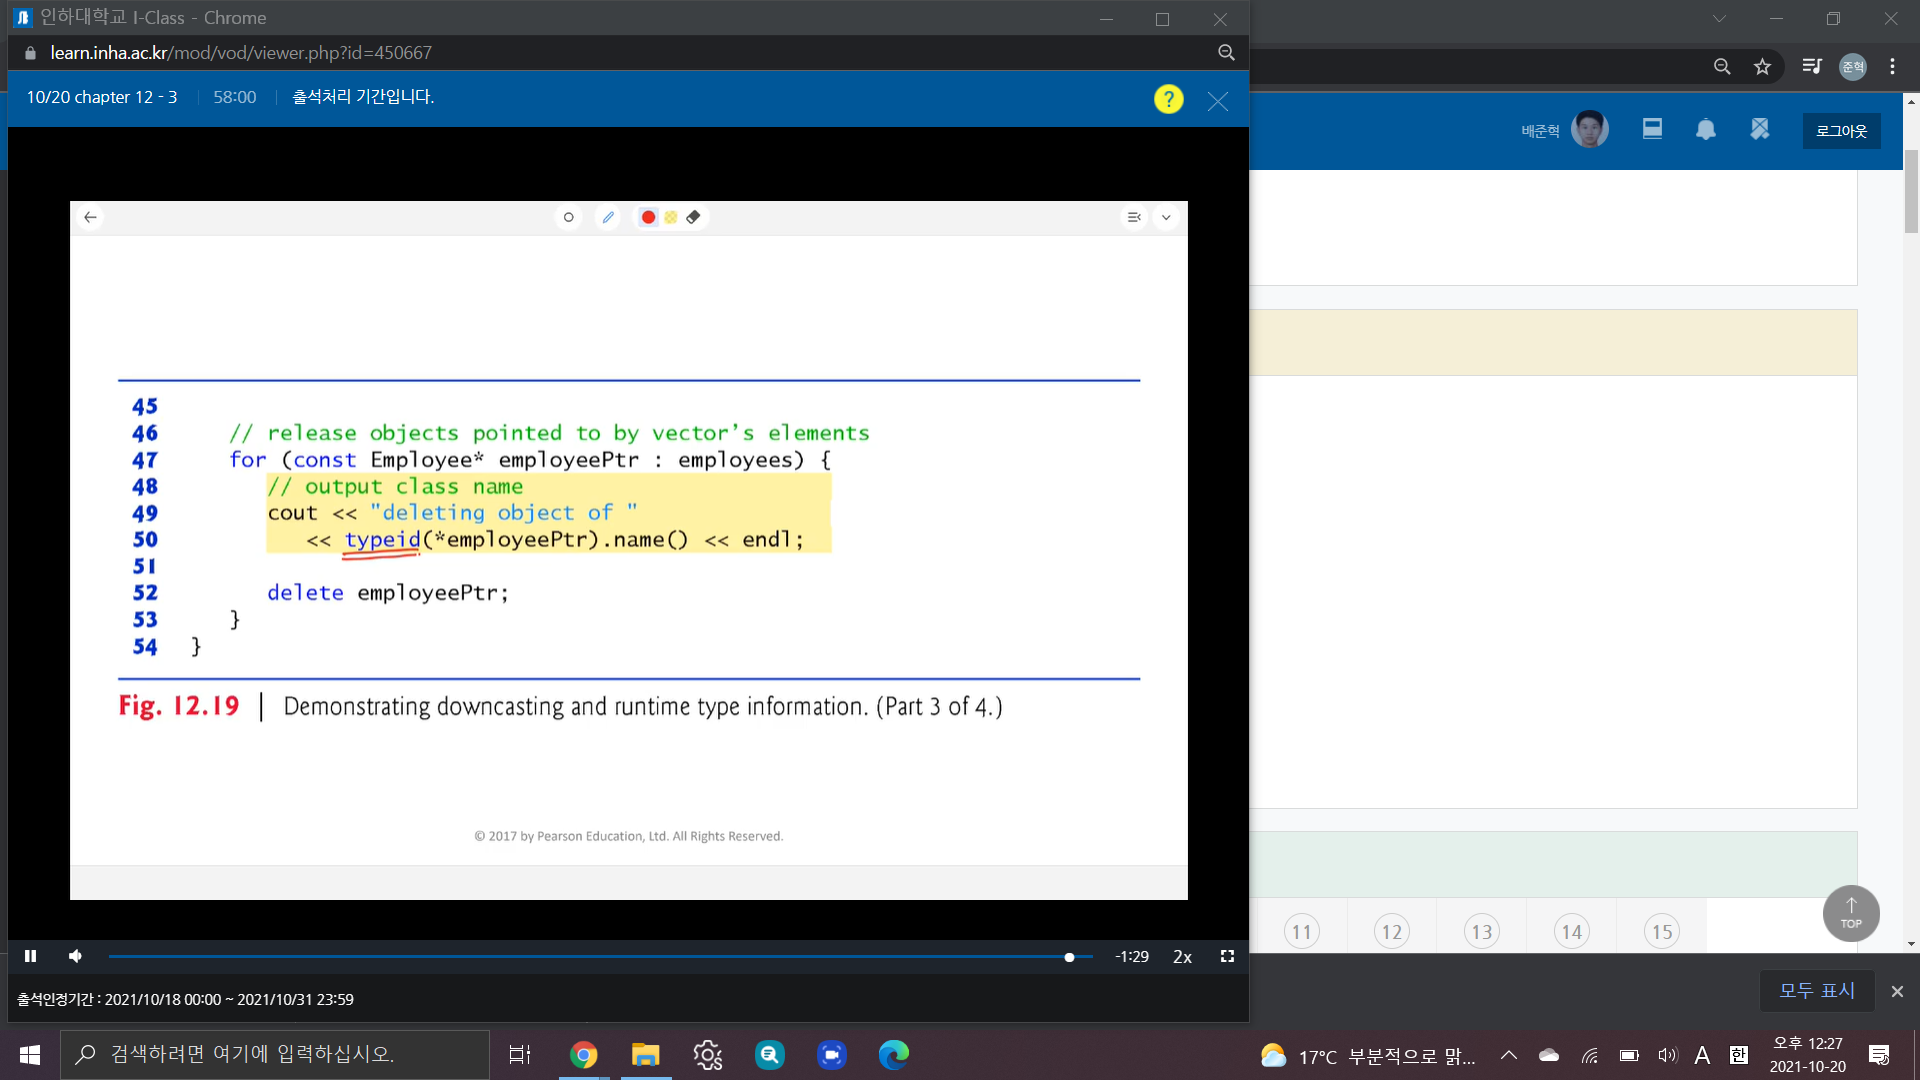 인하대학교 I-Class - Chrome
learn.inha.ac.kr/mod/vod/viewer.php?id=450667
준혁
10/20 chapter 12 - 3 58:00 출석처리 기간입니다.
?
배준혁
로그아웃
45
46 // release objects pointed to by vector’s elements
47 for (const Employee* employeePtr : employees) {
48 // output class name
49 cout << "deleting object of "
50 << typeid(*employeePtr).name() << endl;
51
52 delete employeePtr;
53 }
54 }
Fig. 12.19 | Demonstrating downcasting and runtime type information. (Part 3 of 4.)
© 2017 by Pearson Education, Ltd. All Rights Reserved.
11 12 13 14 15
TOP
-1:29 2x
출석인정기간 : 2021/10/18 00:00 ~ 2021/10/31 23:59
모두 표시
검색하려면 여기에 입력하십시오.
17°C 부분적으로 맑...
A 한
오후 12:27
2021-10-20